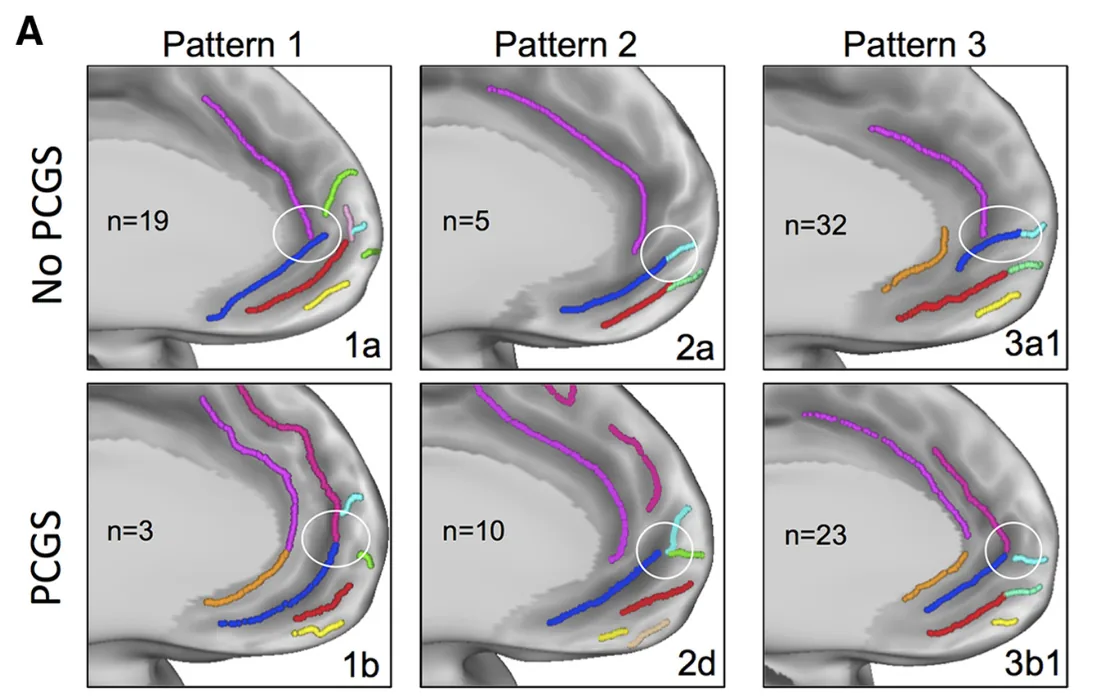 A
Pattern 1 Pattern 2 Pattern 3
No PCGS
n=19 n=5 n=32
1a 2a 3a1
PCGS
n=3 n=10 n=23
1b 2d 3b1